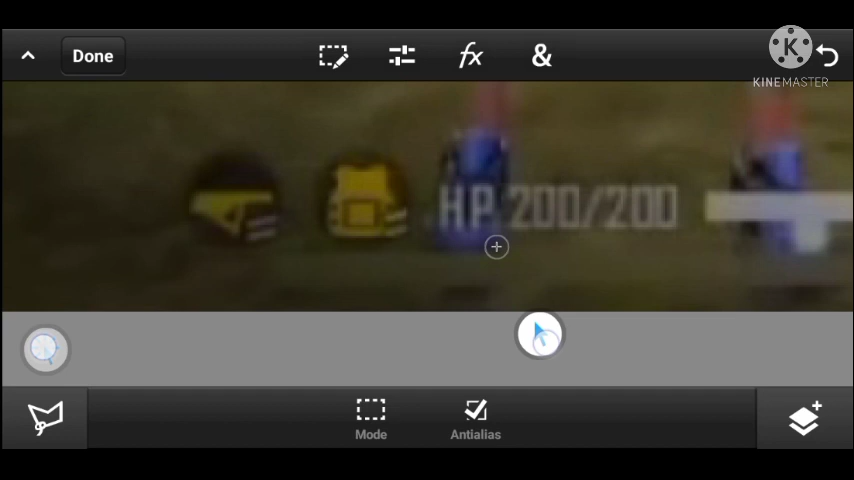 Done
fx
&
K
KINEMASTER
HP 200/200
Mode
Antialias